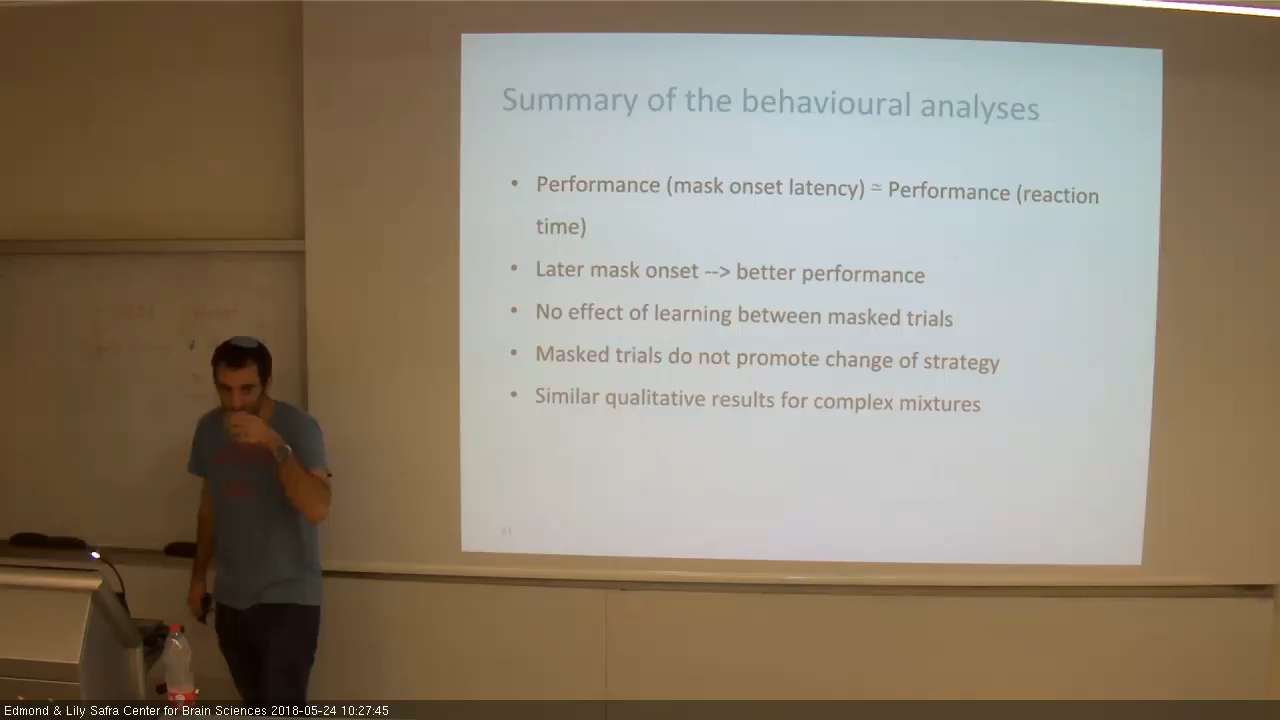 Summary of the behavioural analyses
• Performance (mask onset latency) ≃ Performance (reaction
time)
• Later mask onset --> better performance
• No effect of learning between masked trials
• Masked trials do not promote change of strategy
• Similar qualitative results for complex mixtures
Edmond & Lily Safra Center for Brain Sciences 2018-05-24 10:27:45